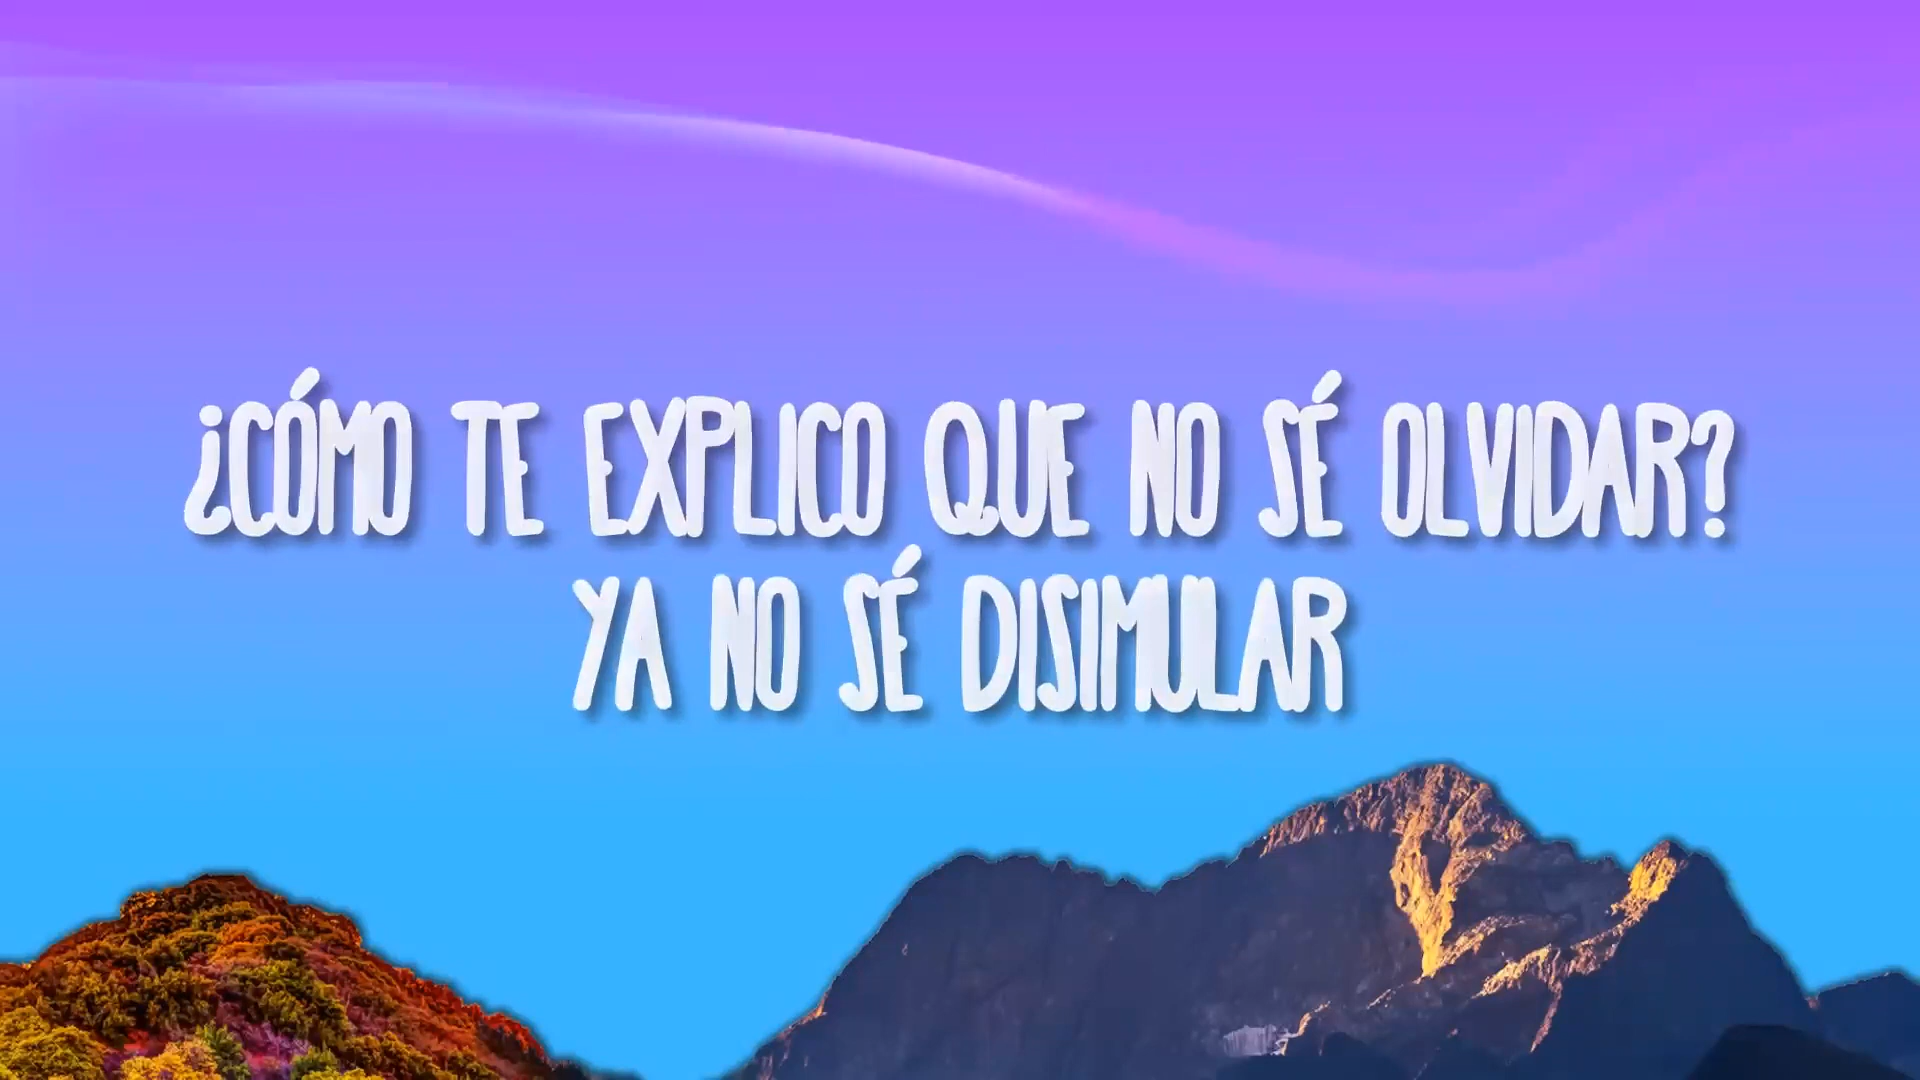 ¿CÓMO TE EXPLICO QUE NO SÉ OLVIDAR?
YA NO SÉ DISIMULAR